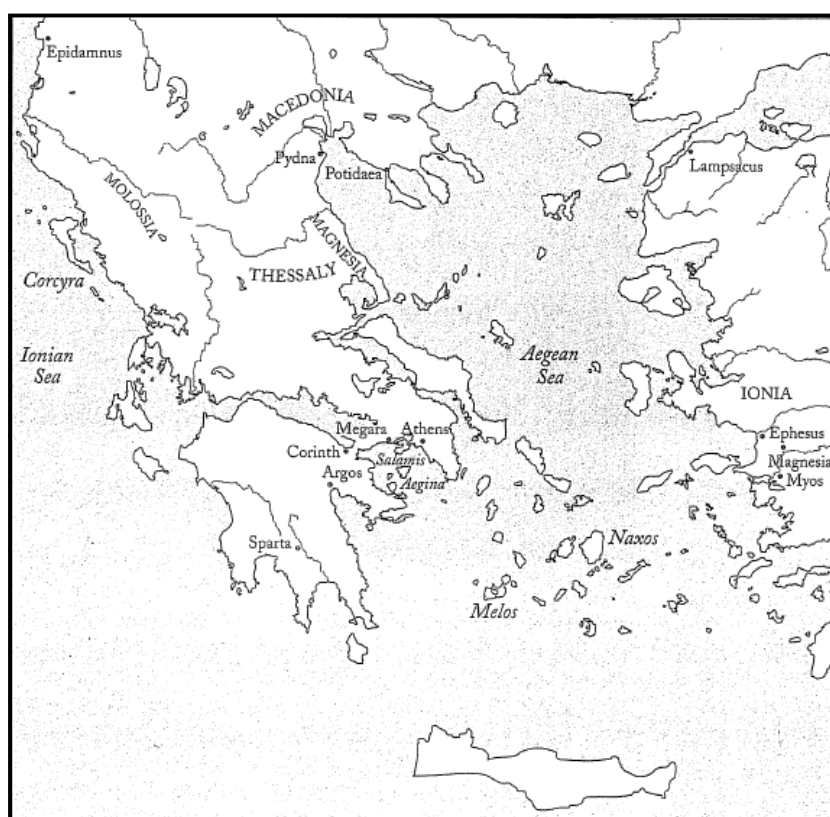 Epidamnus
MACEDONIA
Pydna
Potidaea
Lampsacus
MOLOSSIA
MAGNESIA
THESSALY
Corcyra
Ionian
Sea
Aegean
Sea
IONIA
Megara
Athens
Ephesus
Corinth
Salamis
Magnesia
Argos
Aegina
Myos
Sparta
Naxos
Melos